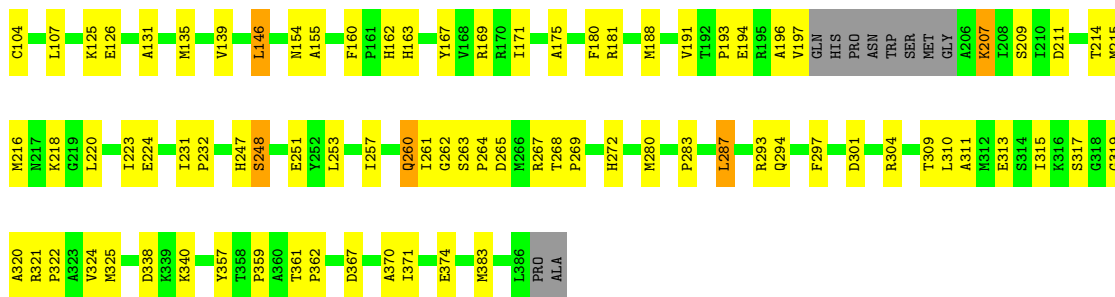 C104 L107 K125 E126 A131 M135 V139 L146 N154 A155 F160 P161 H162 H163 Y167 V168 R169 R170 I171 A175 F180 R181 M188 V191 T192 P193 E194 R195 A196 V197 GLN HIS PRO ASN TRP SER MET GLY A206 K207 I208 S209 I210 D211 T214
M216 N217 K218 G219 L220 I223 E224 I231 P232 H247 S248 E251 Y252 L253 I257 Q260 I261 G262 S263 P264 D265 M266 R267 T268 P269 H272 M280 P283 L287 R293 Q294 F297 D301 R304 T309 L310 A311 M312 E313 S314 I315 K316 S317 G318
A320 R321 P322 A323 V324 M325 D338 K339 K340 Y357 T358 P359 A360 T361 P362 D367 A370 I371 E374 M383 L386 PRO ALA